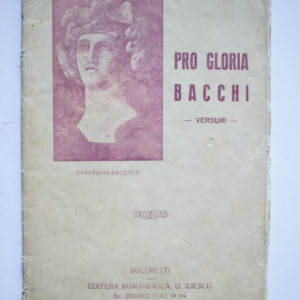 PRO GLORIA
BACCHI
— VERSURI —
DIONYSOS-BACCHUS
BUCUREȘTI
EDITURA ROMÂNEASCĂ, G. ILIESCU